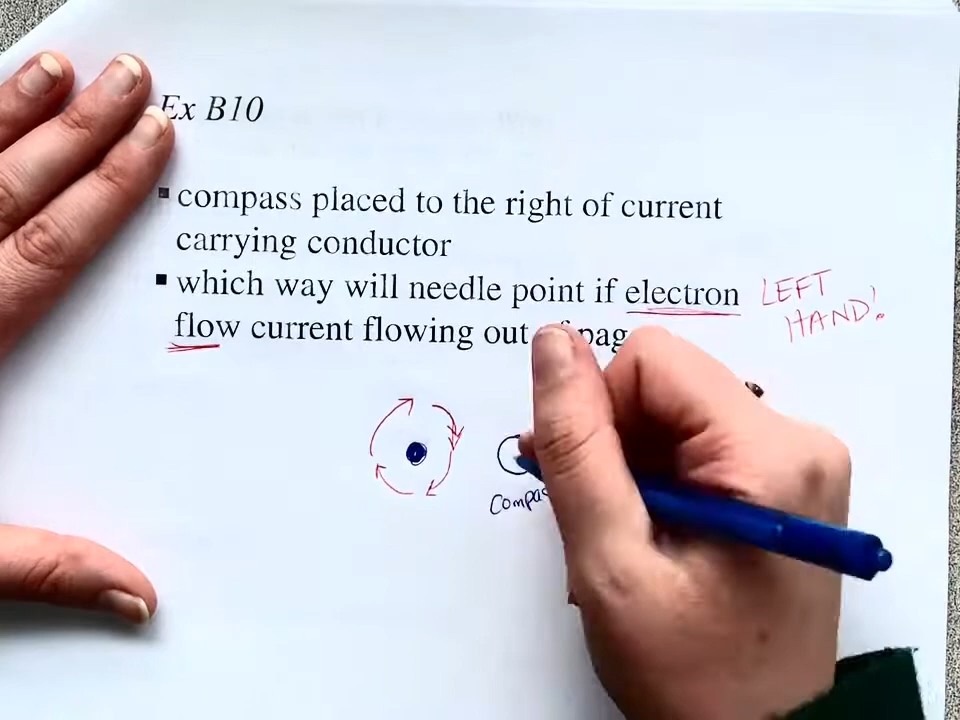 Ex B10
▪ compass placed to the right of current
carrying conductor
▪ which way will needle point if electron
flow current flowing out
LEFT
HAND!